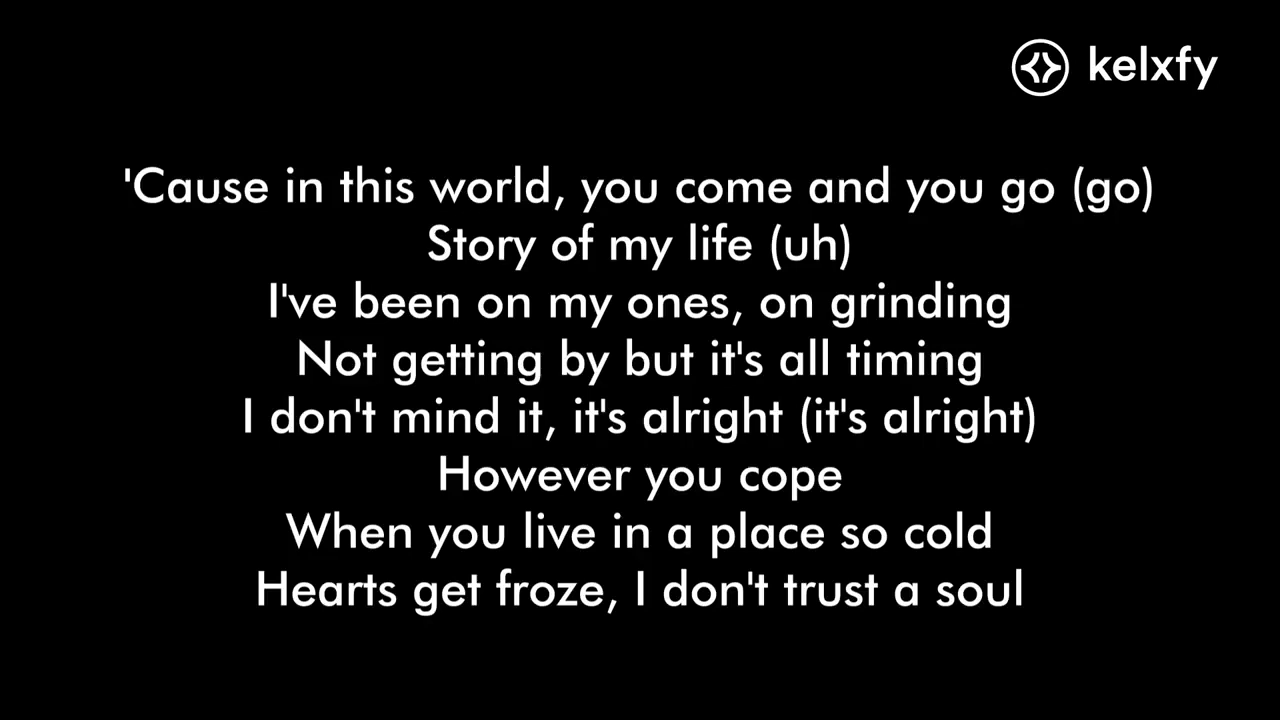 kelxfy
'Cause in this world, you come and you go (go)
Story of my life (uh)
I've been on my ones, on grinding
Not getting by but it's all timing
I don't mind it, it's alright (it's alright)
However you cope
When you live in a place so cold
Hearts get froze, I don't trust a soul